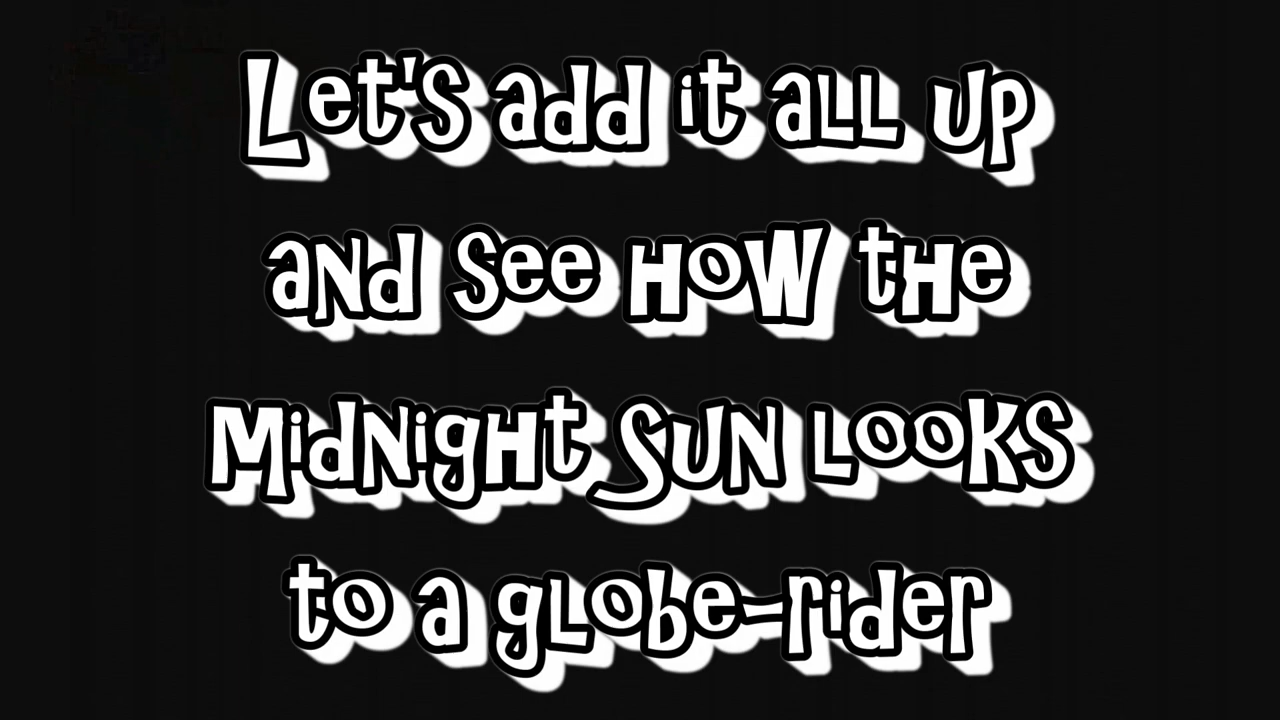 Let's add it all up
and see how the
Midnight Sun looks
to a globe-rider